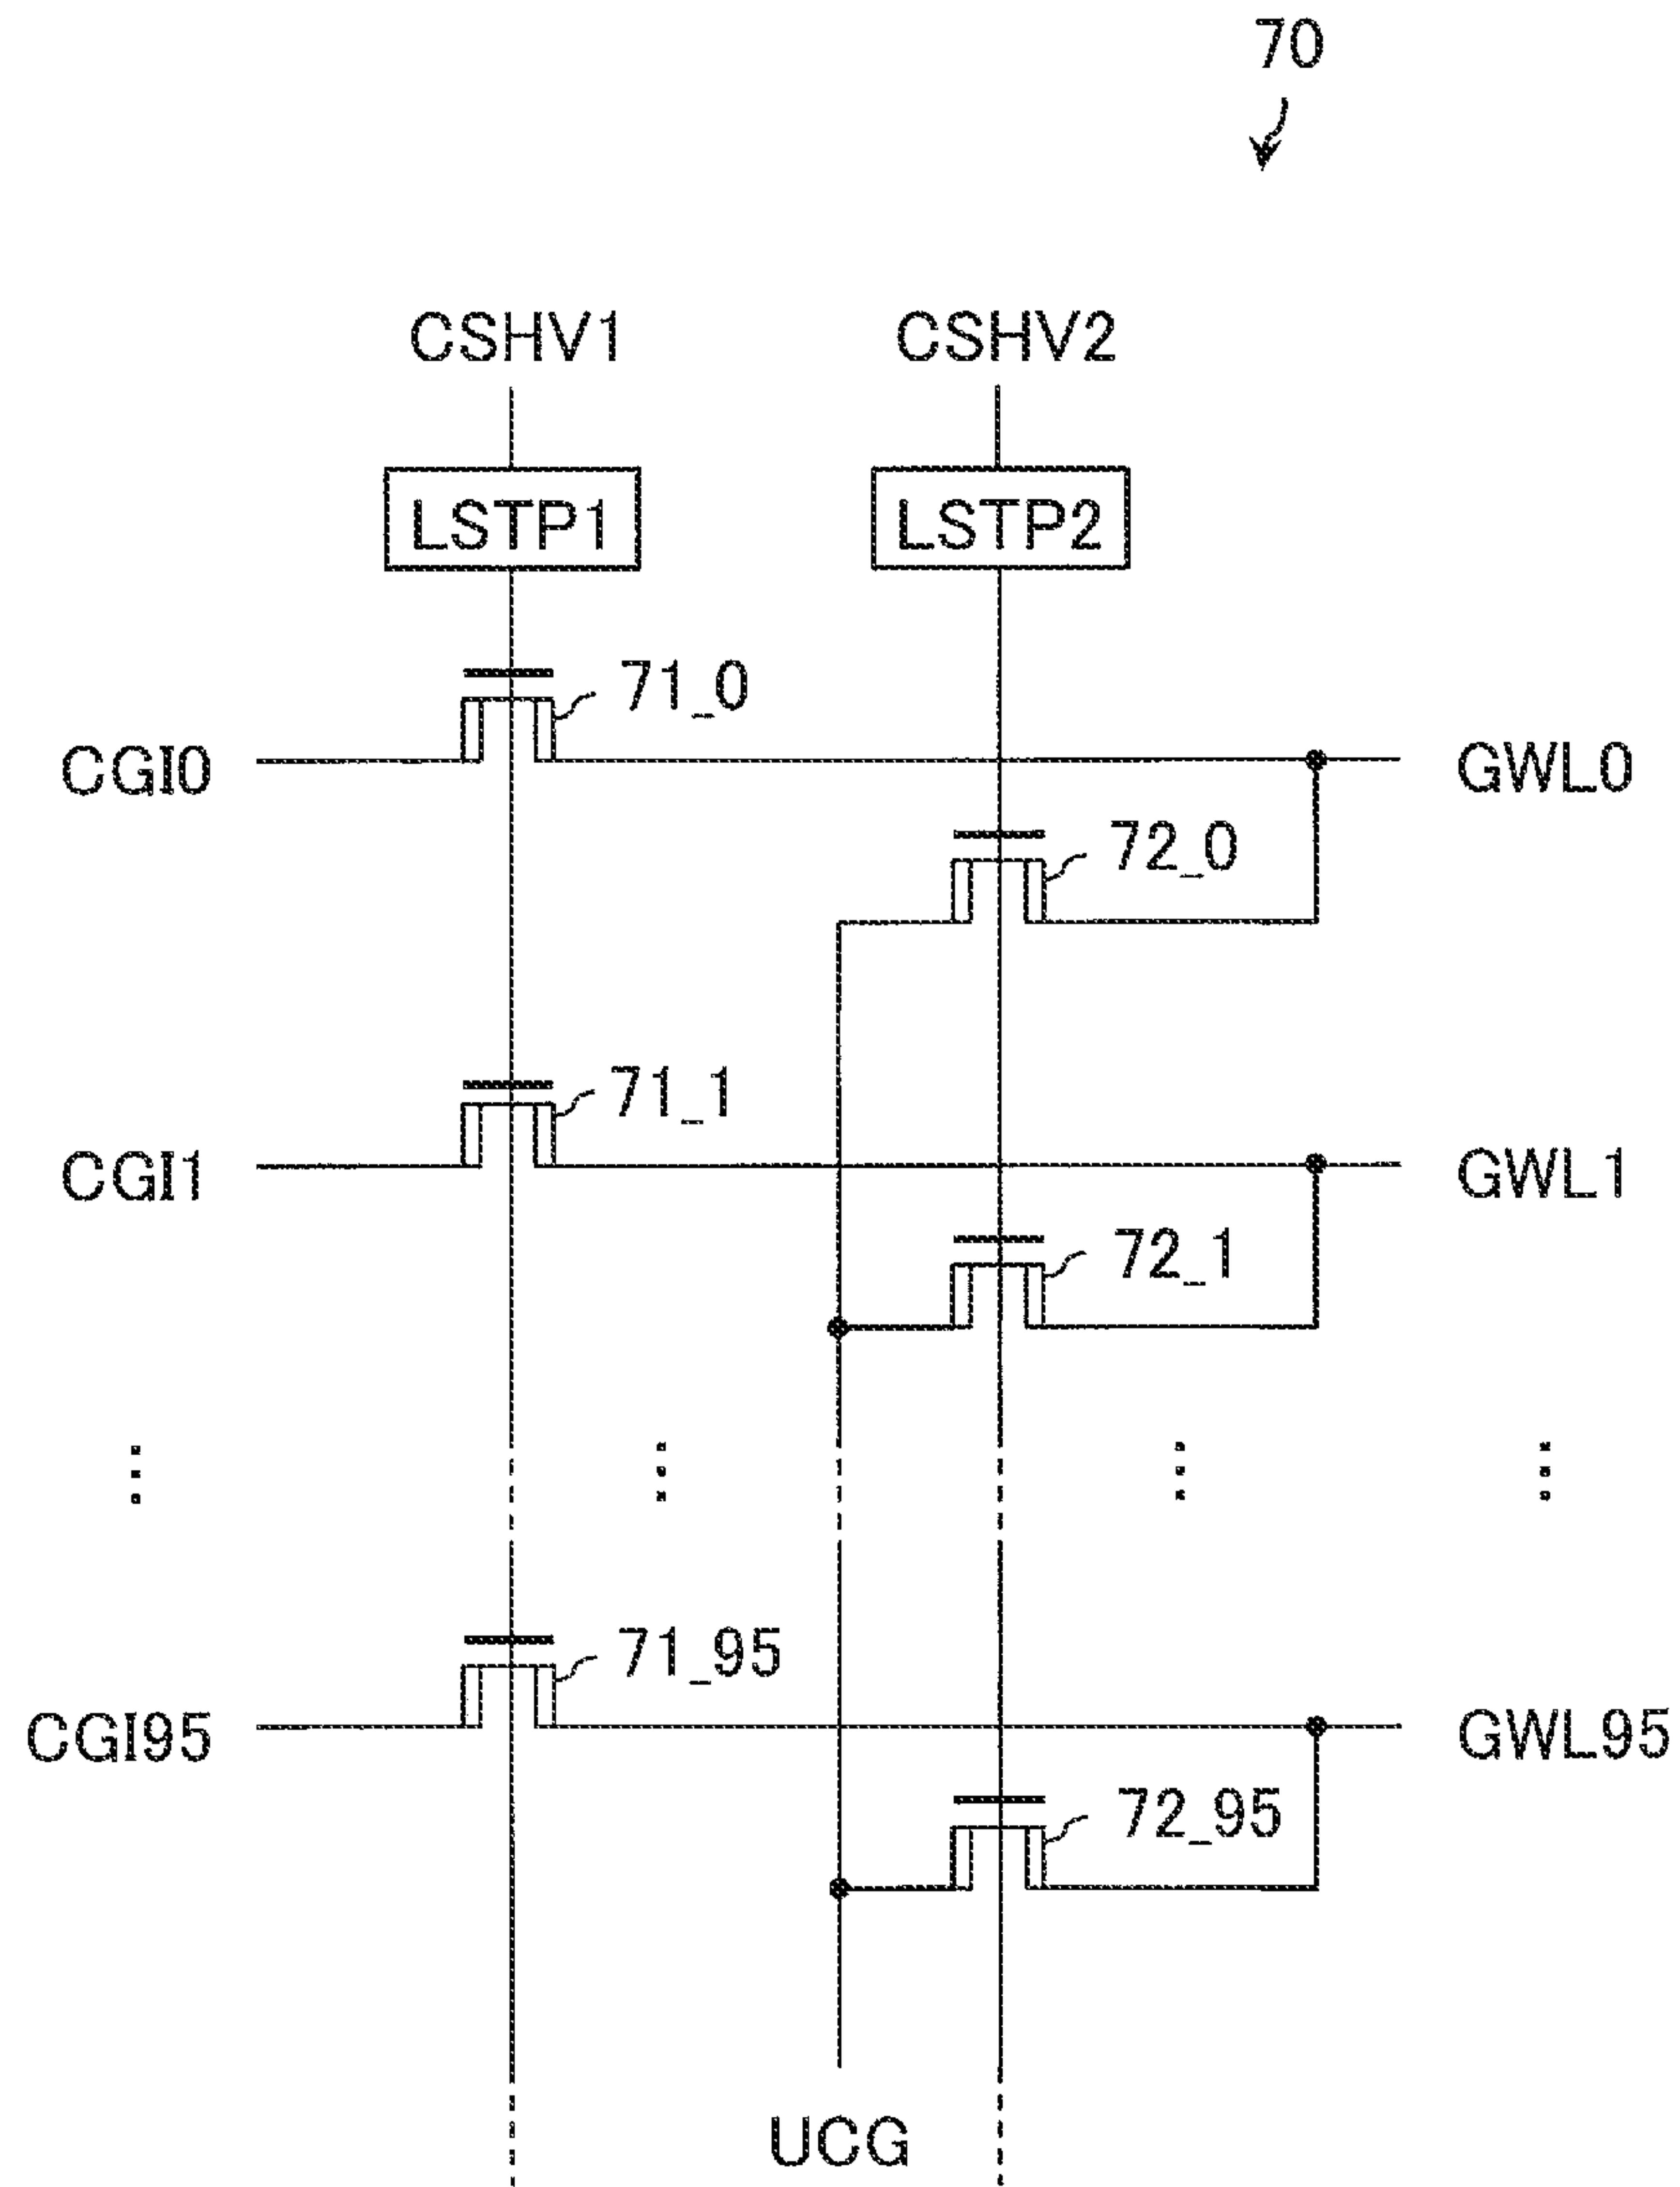 70
CSHV1 CSHV2
LSTP1 LSTP2
71_0
CGI0 GWL0
72_0
71_1
CGI1 GWL1
72_1
71_95
CGI95 GWL95
72_95
UCG